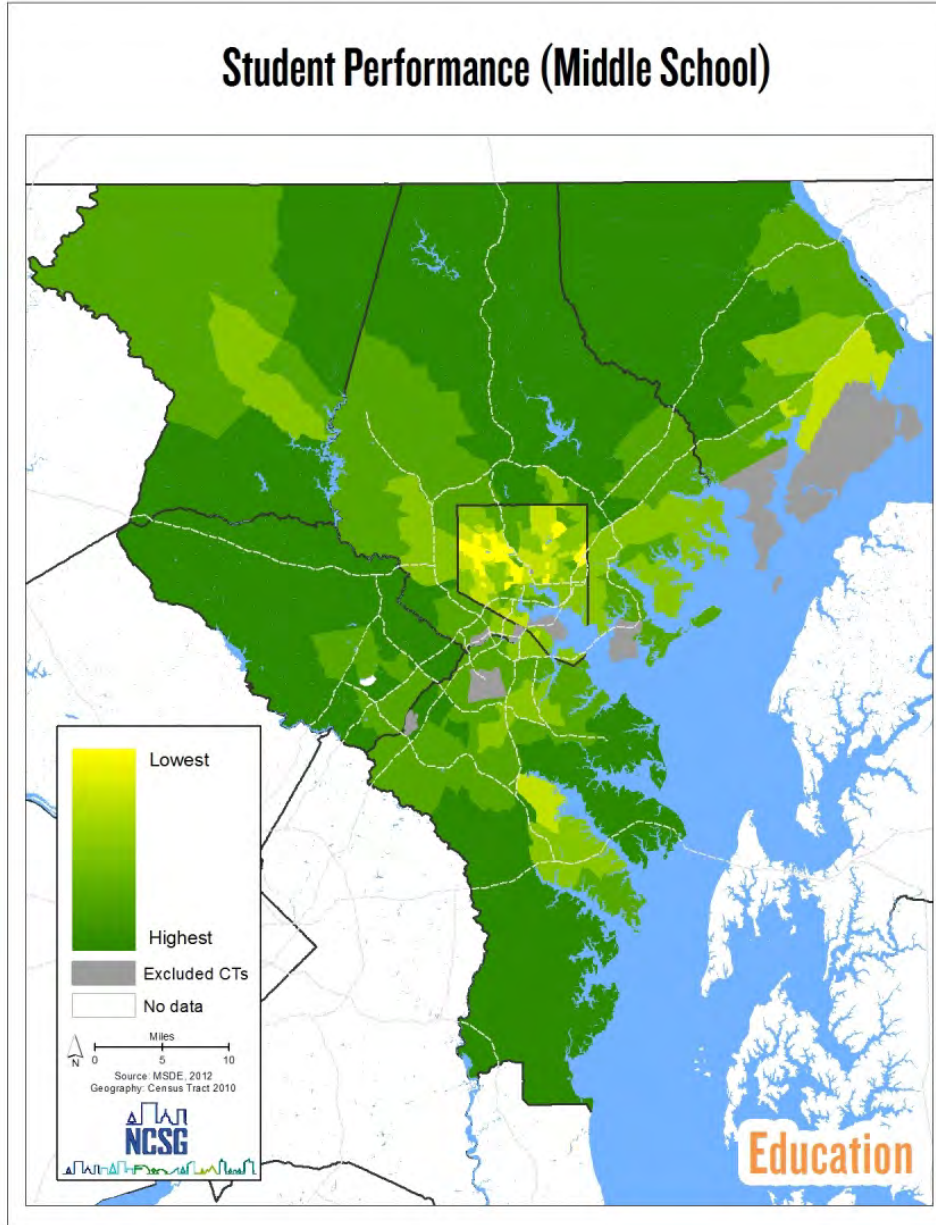 Student Performance (Middle School)
Lowest
Highest
Excluded CTs
No data
Miles
N
0 5 10
Source: MSDE, 2012
Geography: Census Tract 2010
NCSG
Education